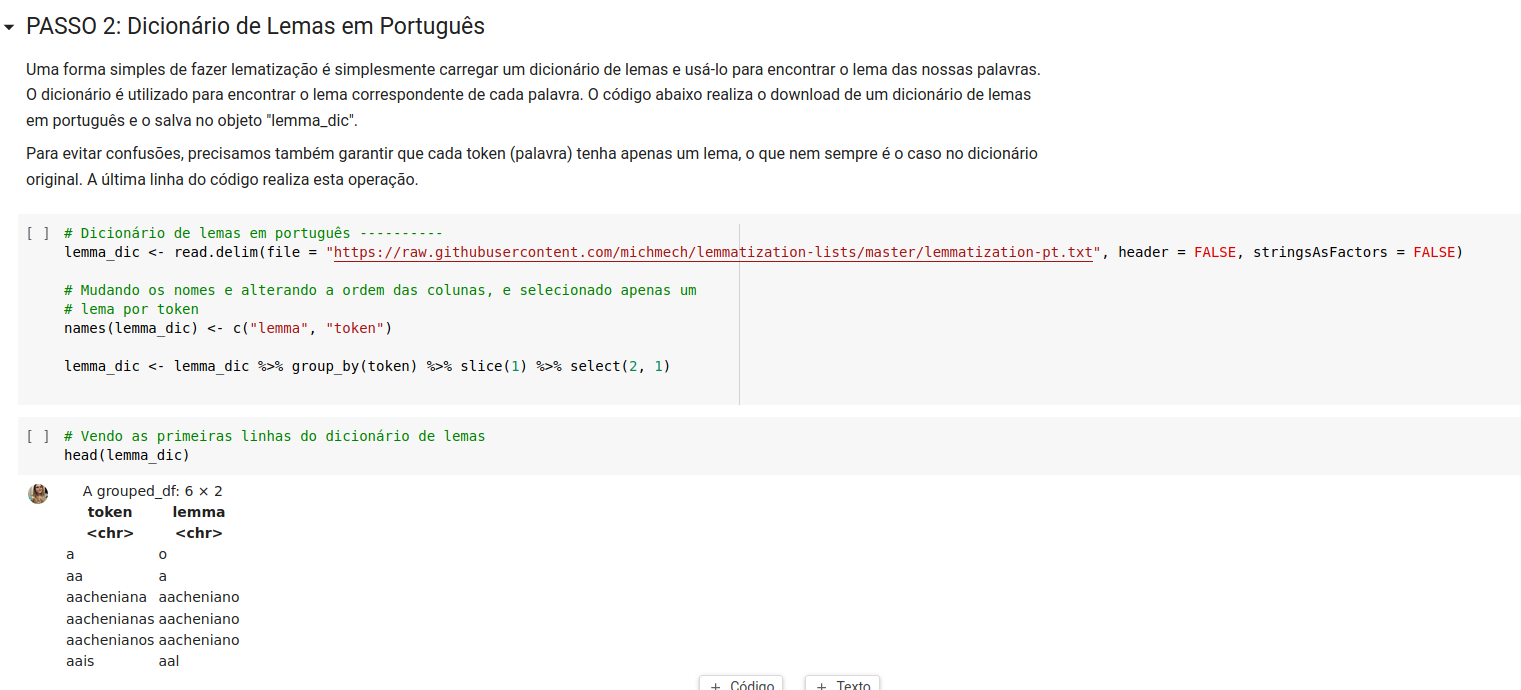 PASSO 2: Dicionário de Lemas em Português
Uma forma simples de fazer lematização é simplesmente carregar um dicionário de lemas e usá-lo para encontrar o lema das nossas palavras.
O dicionário é utilizado para encontrar o lema correspondente de cada palavra. O código abaixo realiza o download de um dicionário de lemas
em português e o salva no objeto "lemma_dic".
Para evitar confusões, precisamos também garantir que cada token (palavra) tenha apenas um lema, o que nem sempre é o caso no dicionário
original. A última linha do código realiza esta operação.
[ ] # Dicionário de lemas em português ----------
lemma_dic <- read.delim(file = "https://raw.githubusercontent.com/michmech/lemmatization-lists/master/lemmatization-pt.txt", header = FALSE, stringsAsFactors = FALSE)
# Mudando os nomes e alterando a ordem das colunas, e selecionado apenas um
# lema por token
names(lemma_dic) <- c("lemma", "token")
lemma_dic <- lemma_dic %>% group_by(token) %>% slice(1) %>% select(2, 1)
[ ] # Vendo as primeiras linhas do dicionário de lemas
head(lemma_dic)
A grouped_df: 6 × 2
token lemma
<chr> <chr>
a o
aa a
aacheniana aacheniano
aachenianas aacheniano
aachenianos aacheniano
aais aal
+ Código + Texto